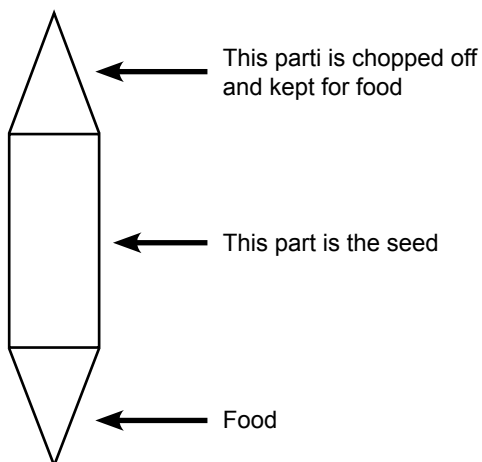 This parti is chopped off
and kept for food
This part is the seed
Food